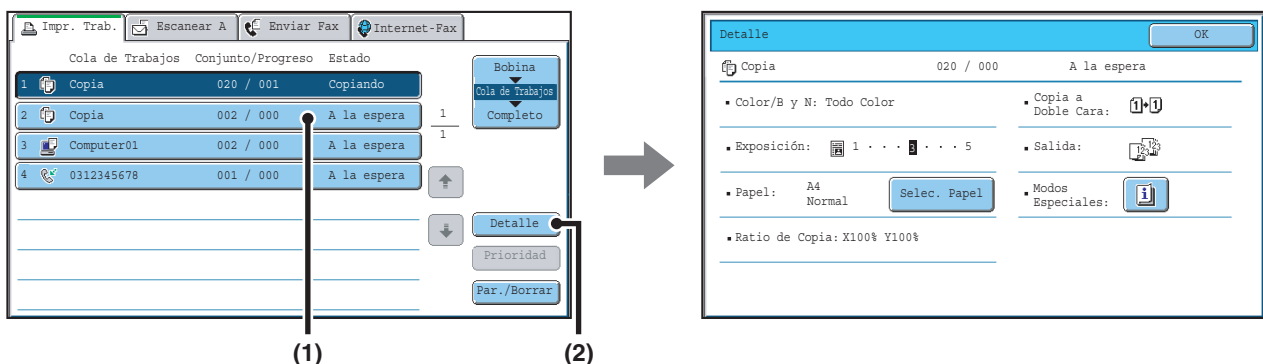 Impr. Trab. Escanear A Enviar Fax Internet-Fax
Cola de Trabajos Conjunto/Progreso Estado
1 Copia 020 / 001 Copiando
2 Copia 002 / 000 A la espera
3 Computer01 002 / 000 A la espera
4 0312345678 001 / 000 A la espera
1
1
Bobina
Cola de Trabajos
Completo
Detalle
Prioridad
Par./Borrar
(1) (2)
Detalle OK
Copia 020 / 000 A la espera
▪ Color/B y N: Todo Color
▪ Copia a
Doble Cara: 1 1
▪ Exposición: 1 · · · 3 · · · 5
▪ Salida: 123 123
▪ Papel: A4
Normal
Selec. Papel
▪ Modos
Especiales:
▪ Ratio de Copia: X100% Y100%